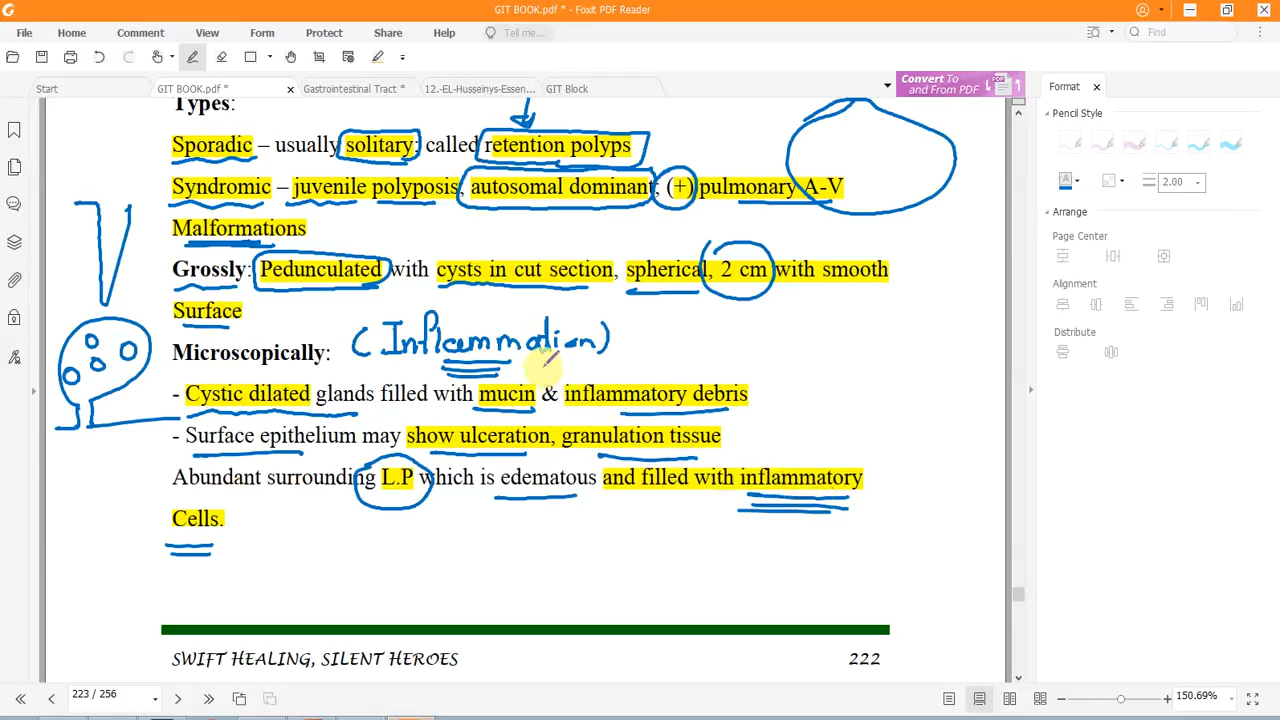 GIT BOOK.pdf * - Foxit PDF Reader
File Home Comment View Form Protect Share Help Tell me... Find
Start GIT BOOK.pdf * Gastrointestinal Tract * 12.-EL-Husseinys-Essen... GIT Block Convert To and From PDF PDF
Format
Pencil Style
2.00
Arrange
Page Center
Alignment
Distribute
Types:
Sporadic – usually solitary; called retention polyps
Syndromic – juvenile polyposis, autosomal dominant, (+) pulmonary A-V
Malformations
Grossly: Pedunculated with cysts in cut section, spherical, 2 cm with smooth
Surface
Microscopically: (Inflammation)
- Cystic dilated glands filled with mucin & inflammatory debris
- Surface epithelium may show ulceration, granulation tissue
Abundant surrounding L.P which is edematous and filled with inflammatory
Cells.
SWIFT HEALING, SILENT HEROES 222
223 / 256 150.69%